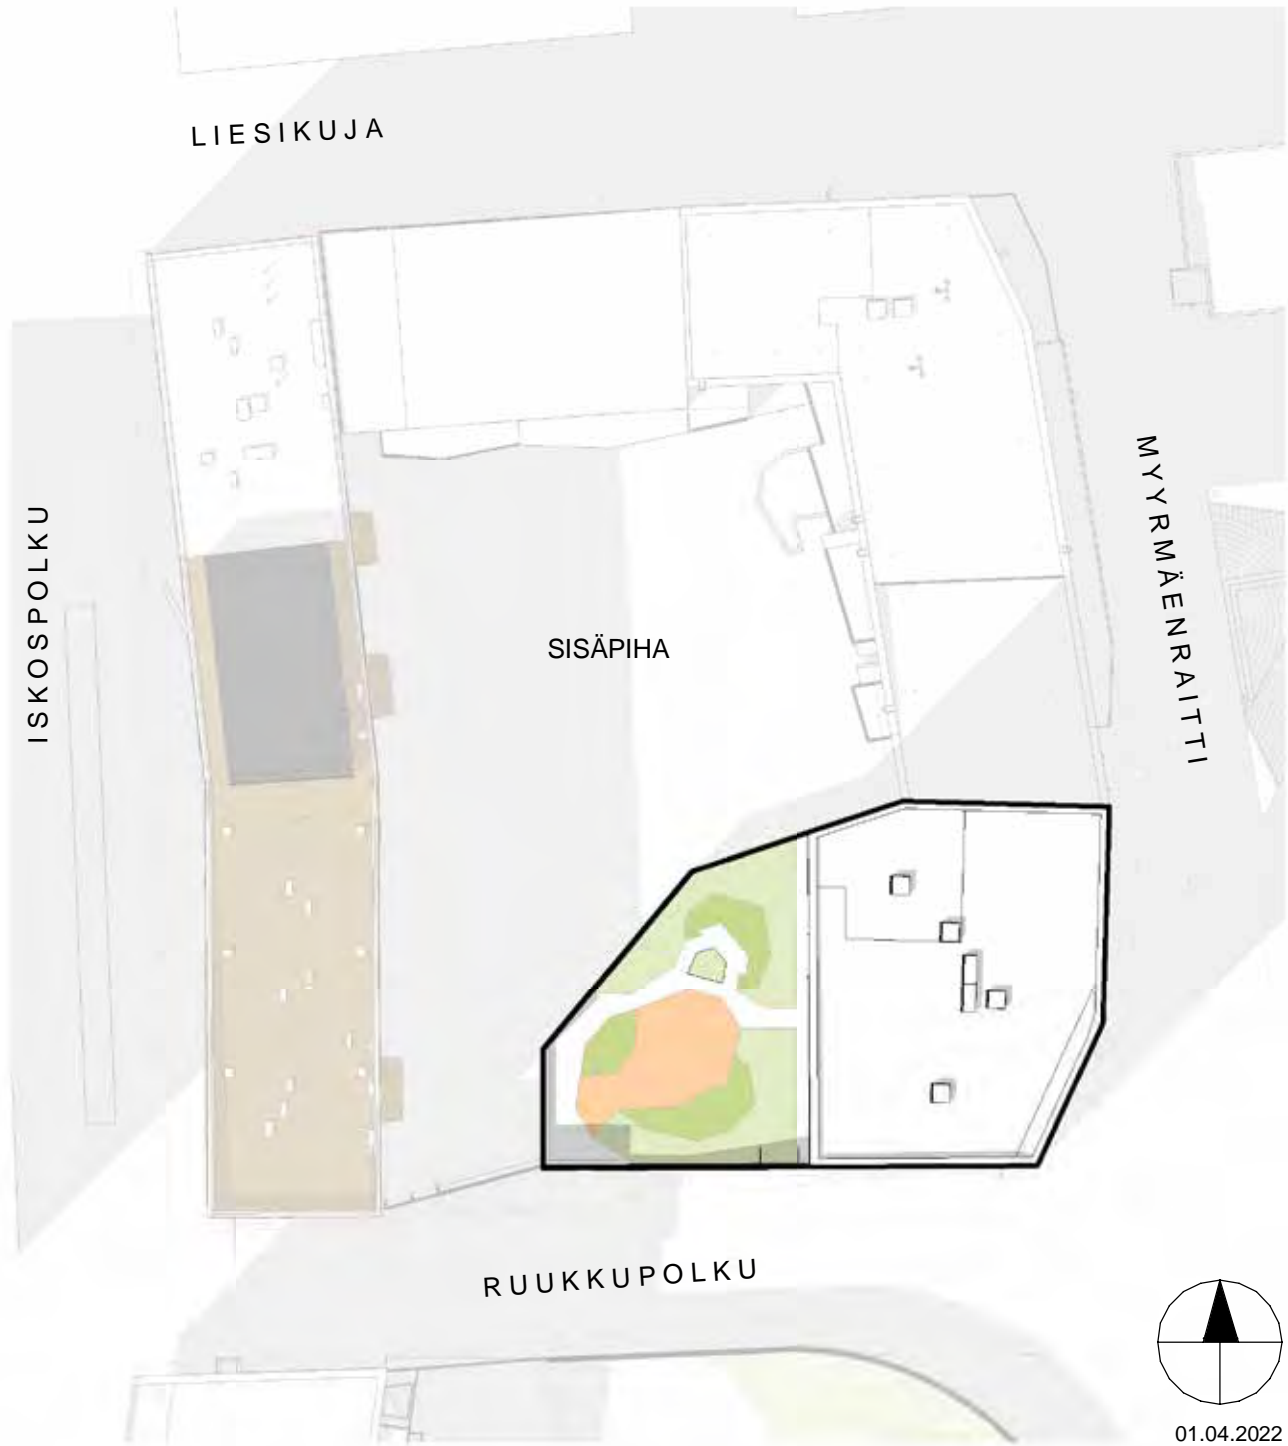 LIESIKUJA
MYYRMÄENRAITTI
ISKOSPOLKU
SISÄPIHA
RUUKKUPOLKU
01.04.2022